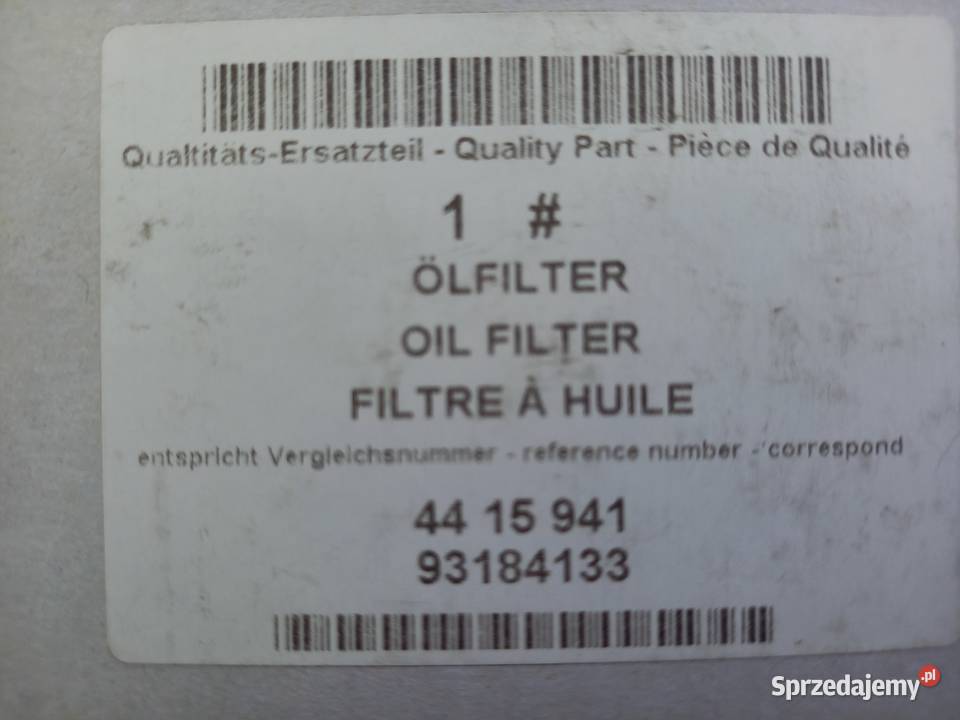 Qualtitäts-Ersatzteil - Quality Part - Pièce de Qualité
1 #
ÖLFILTER
OIL FILTER
FILTRE À HUILE
entspricht Vergleichsnummer - reference number - correspond
44 15 941
93184133
Sprzedajemy.pl